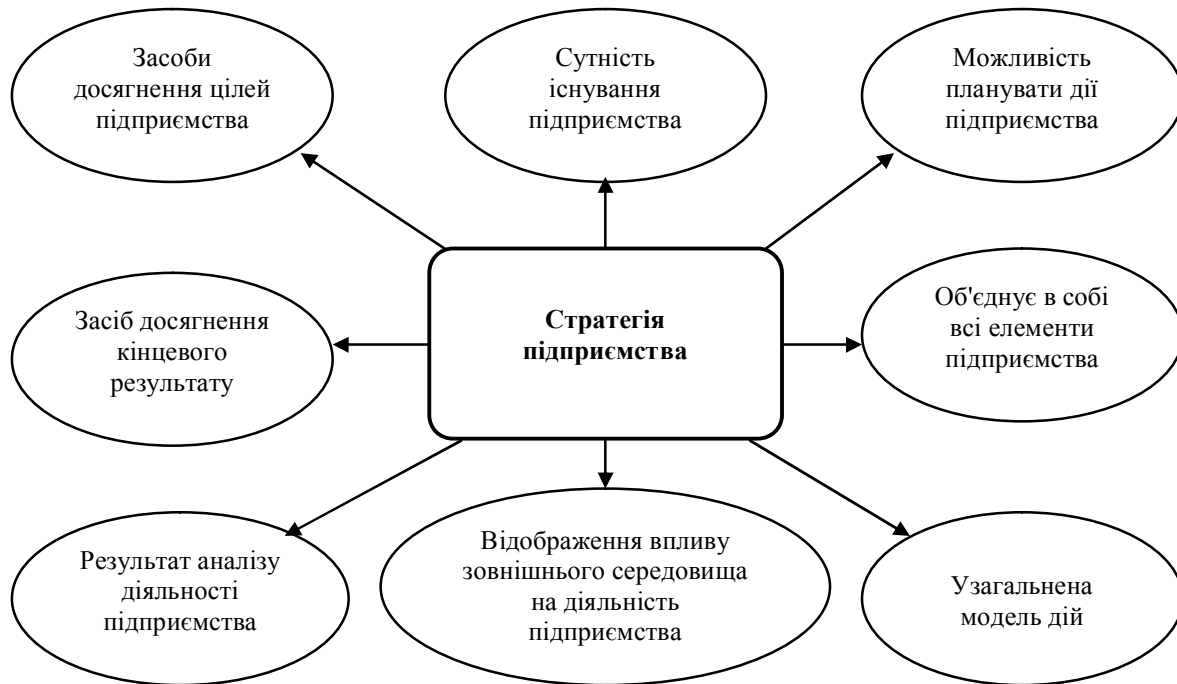 Засоби
досягнення цілей
підприємства
Сутність
існування
підприємства
Можливість
планувати дії
підприємства
Засіб досягнення
кінцевого
результату
Стратегія
підприємства
Об'єднує в собі
всі елементи
підприємства
Результат аналізу
діяльності
підприємства
Відображення впливу
зовнішнього середовища
на діяльність
підприємства
Узагальнена
модель дій